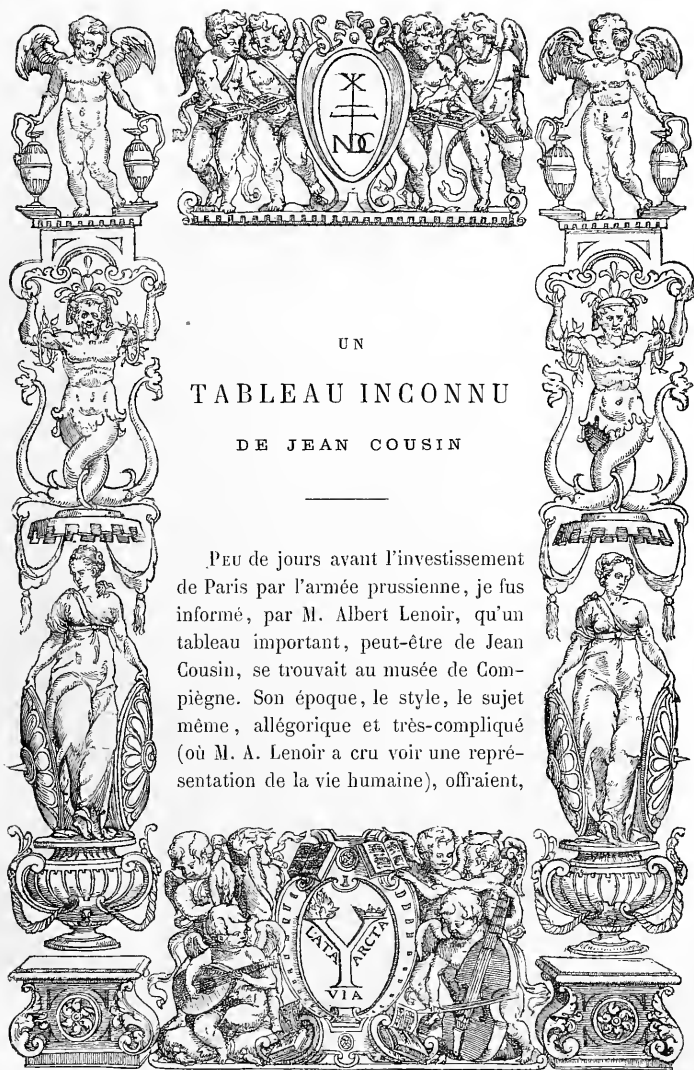 X
NDC
UN
TABLEAU INCONNU
DE JEAN COUSIN
PEU de jours avant l'investissement
de Paris par l'armée prussienne, je fus
informé, par M. Albert Lenoir, qu'un
tableau important, peut-être de Jean
Cousin, se trouvait au musée de Com-
piègne. Son époque, le style, le sujet
même, allégorique et très-compliqué
(où M. A. Lenoir a cru voir une repré-
sentation de la vie humaine), offraient,
LATA Y ARCTA
VIA